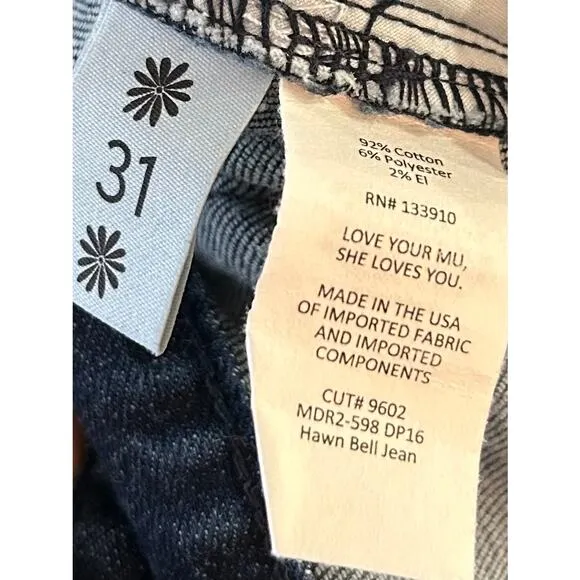 31
92% Cotton
6% Polyester
2% El
RN# 133910
LOVE YOUR MU,
SHE LOVES YOU.
MADE IN THE USA
OF IMPORTED FABRIC
AND IMPORTED
COMPONENTS
CUT# 9602
MDR2-598 DP16
Hawn Bell Jean